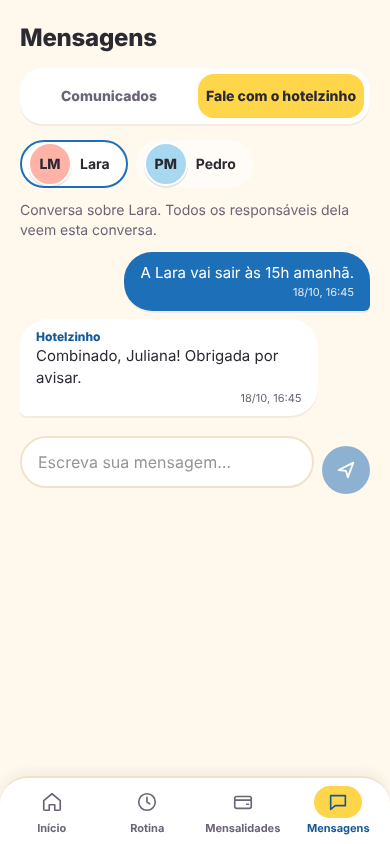 Mensagens
Comunicados
Fale com o hotelzinho
LM
Lara
PM
Pedro
Conversa sobre Lara. Todos os responsáveis dela
veem esta conversa.
A Lara vai sair às 15h amanhã.
18/10, 16:45
Hotelzinho
Combinado, Juliana! Obrigada por
avisar.
18/10, 16:45
Escreva sua mensagem...
Início
Rotina
Mensalidades
Mensagens